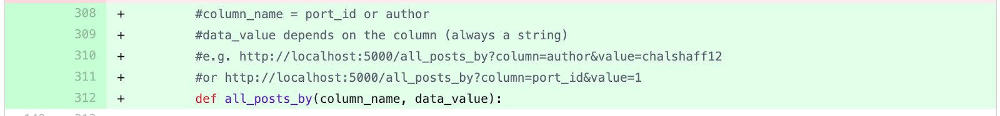 308 + #column_name = port_id or author
309 + #data_value depends on the column (always a string)
310 + #e.g. http://localhost:5000/all_posts_by?column=author&value=chalshaff12
311 + #or http://localhost:5000/all_posts_by?column=port_id&value=1
312 + def all_posts_by(column_name, data_value):